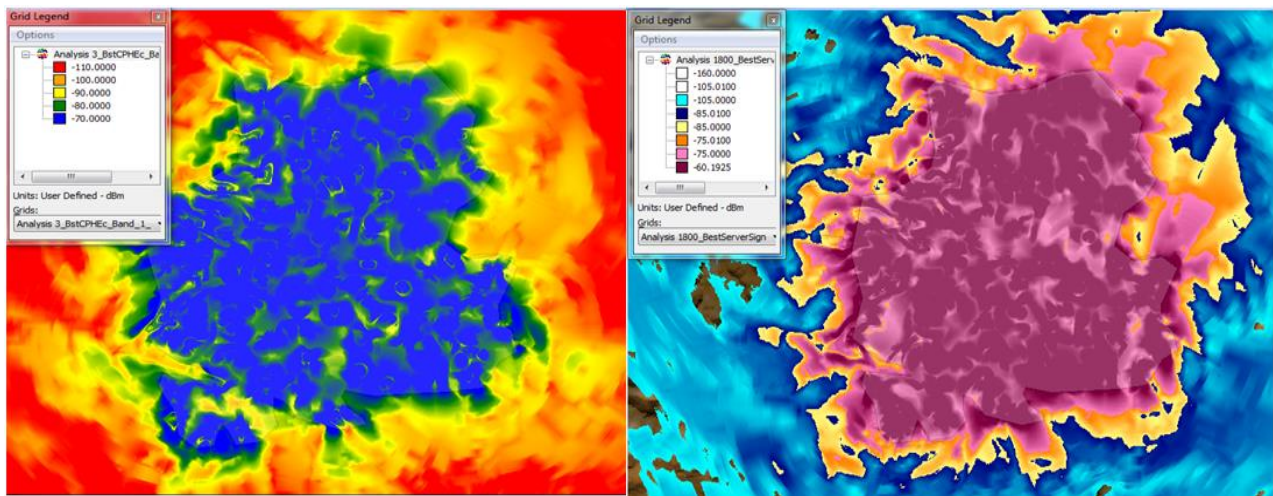 Grid Legend
Options
Analysis 3_BstCPHEc_Ba
-110.0000
-100.0000
-90.0000
-80.0000
-70.0000
Units: User Defined - dBm
Grids:
Analysis 3_BstCPHEc_Band_1_
Grid Legend
Options
Analysis 1800_BestServ
-160.0000
-105.0100
-105.0000
-85.0100
-85.0000
-75.0100
-75.0000
-60.1925
Units: User Defined - dBm
Grids:
Analysis 1800_BestServerSign